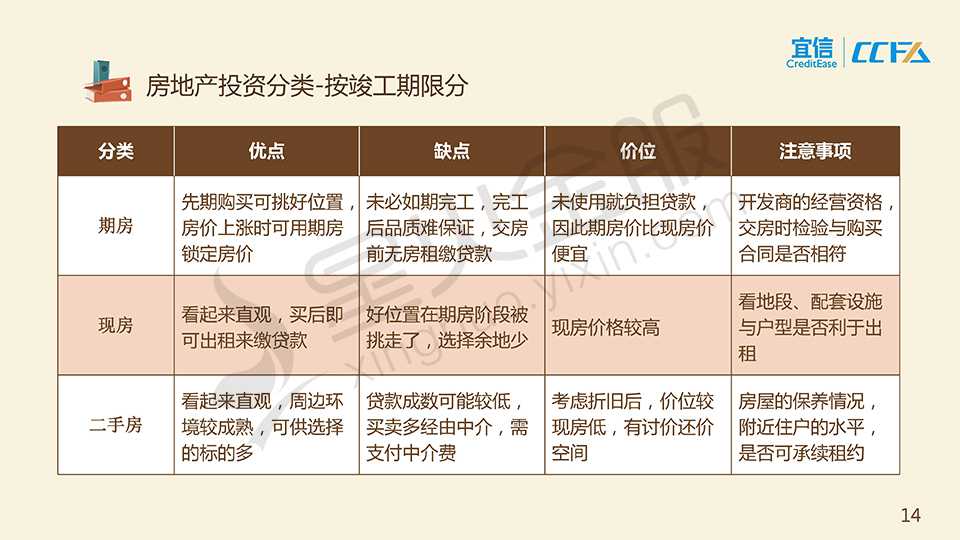 宜信
CreditEase
CCFA
房地产投资分类-按竣工期限分
分类
优点
缺点
价位
注意事项
期房
先期购买可挑好位置，
房价上涨时可用期房
锁定房价
未必如期完工，完工
后品质难保证，交房
前无房租缴贷款
未使用就负担贷款，
因此期房价比现房价
便宜
开发商的经营资格，
交房时检验与购买
合同是否相符
现房
看起来直观，买后即
可出租来缴贷款
好位置在期房阶段被
挑走了，选择余地少
现房价格较高
看地段、配套设施
与户型是否利于出
租
二手房
看起来直观，周边环
境较成熟，可供选择
的标的多
贷款成数可能较低，
买卖多经由中介，需
支付中介费
考虑折旧后，价位较
现房低，有讨价还价
空间
房屋的保养情况，
附近住户的水平，
是否可承续租约
星火金服
xinghuo.yixin.com
14